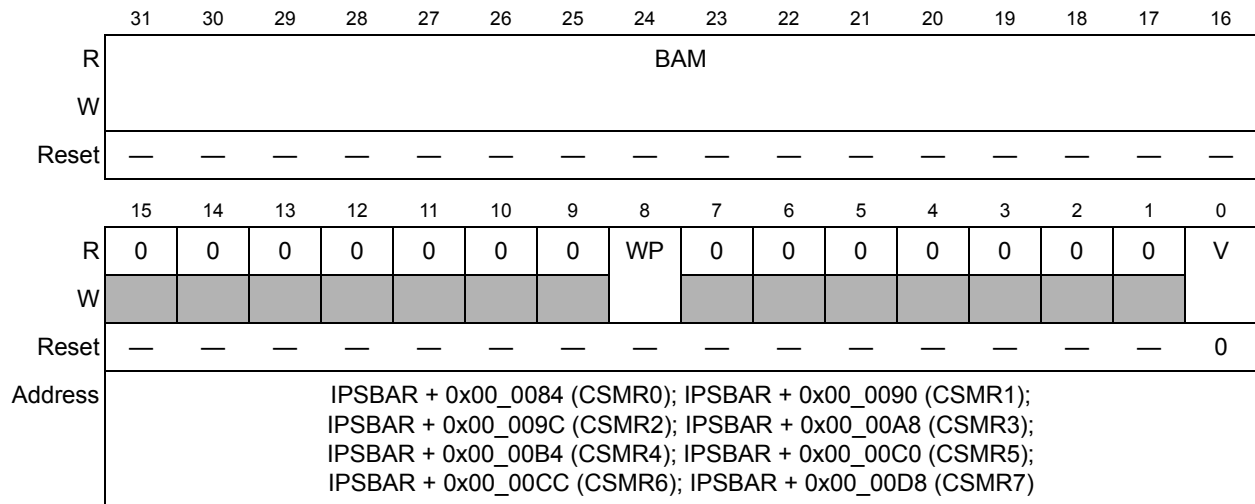 31 30 29 28 27 26 25 24 23 22 21 20 19 18 17 16
R BAM
W
Reset — — — — — — — — — — — — — — — —
15 14 13 12 11 10 9 8 7 6 5 4 3 2 1 0
R 0 0 0 0 0 0 0 WP 0 0 0 0 0 0 0 V
W
Reset — — — — — — — — — — — — — — — 0
Address IPSBAR + 0x00_0084 (CSMR0); IPSBAR + 0x00_0090 (CSMR1);
IPSBAR + 0x00_009C (CSMR2); IPSBAR + 0x00_00A8 (CSMR3);
IPSBAR + 0x00_00B4 (CSMR4); IPSBAR + 0x00_00C0 (CSMR5);
IPSBAR + 0x00_00CC (CSMR6); IPSBAR + 0x00_00D8 (CSMR7)